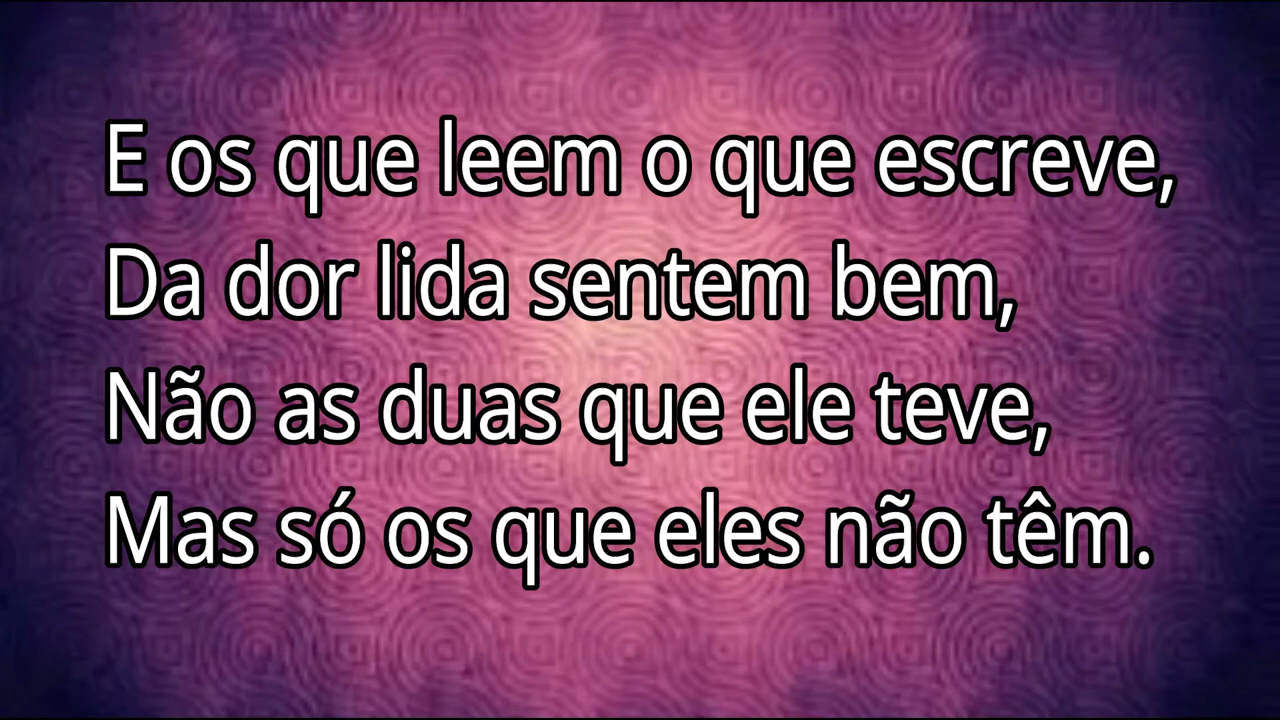 E os que leem o que escreve,
Da dor lida sentem bem,
Não as duas que ele teve,
Mas só os que eles não têm.